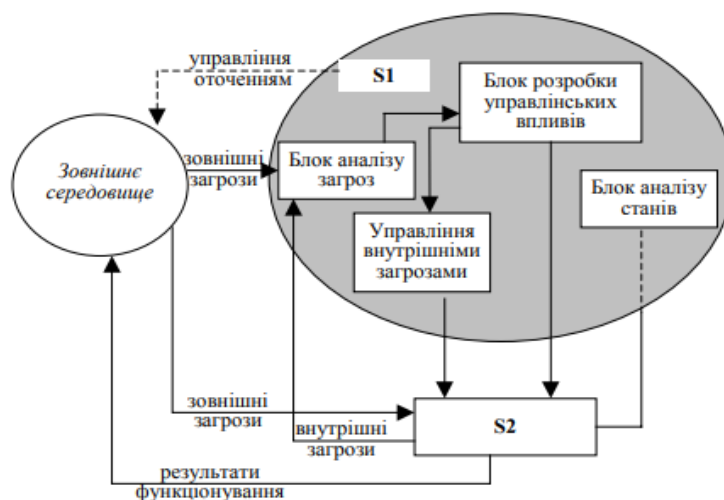 управління
оточенням
S1
Блок розробки
управлінських
впливів
Зовнішнє
середовище
зовнішні
загрози
Блок аналізу
загроз
Блок аналізу
станів
Управління
внутрішніми
загрозами
зовнішні
загрози
внутрішні
загрози
S2
результати
функціонування